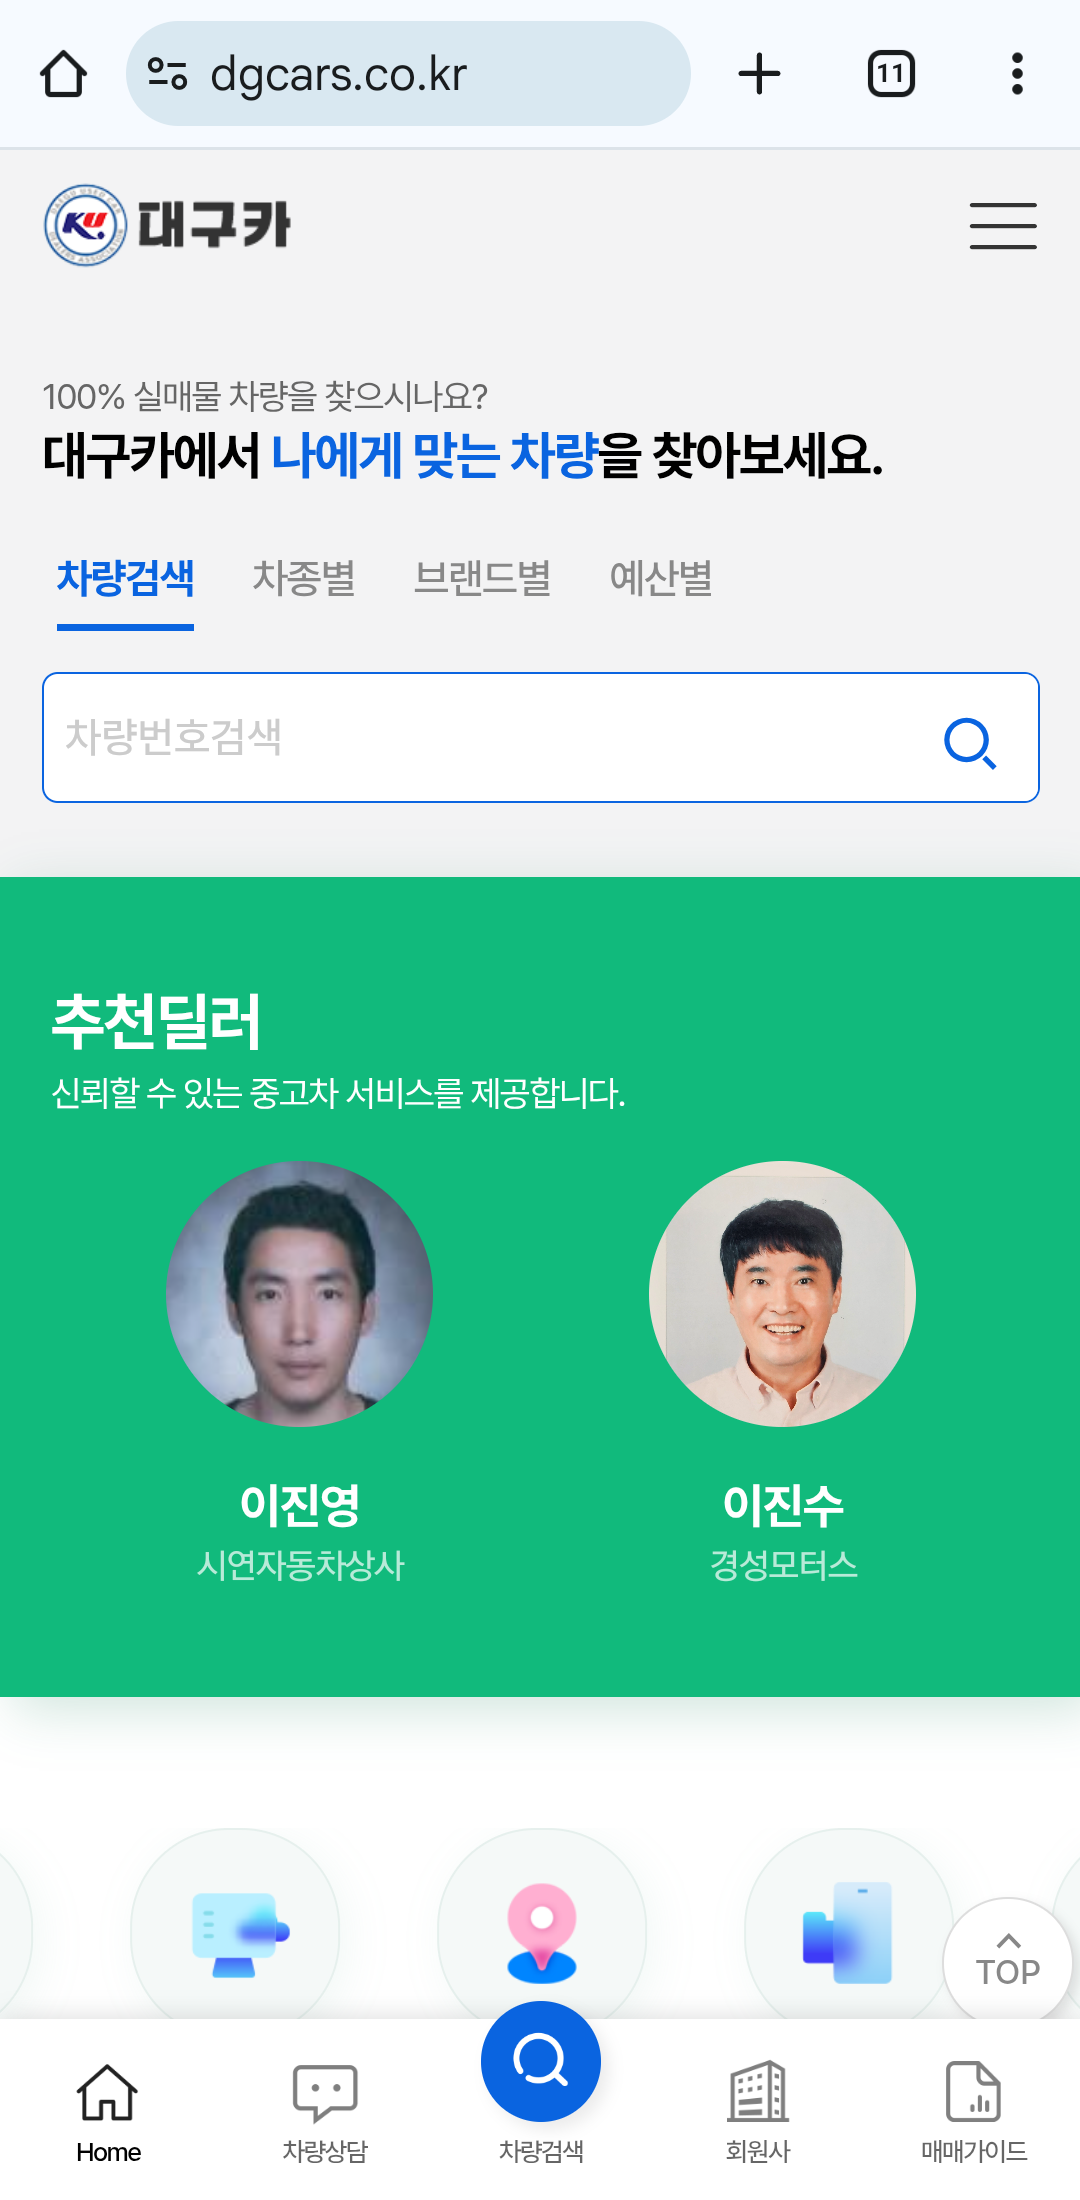 dgcars.co.kr
11
DAEGU USED CAR DEALERS ASSOCIATION
KU.
대구카
100% 실매물 차량을 찾으시나요?
대구카에서 나에게 맞는 차량을 찾아보세요.
차량검색 차종별 브랜드별 예산별
차량번호검색
추천딜러
신뢰할 수 있는 중고차 서비스를 제공합니다.
이진영 이진수
시연자동차상사 경성모터스
TOP
Home 차량상담 차량검색 회원사 매매가이드